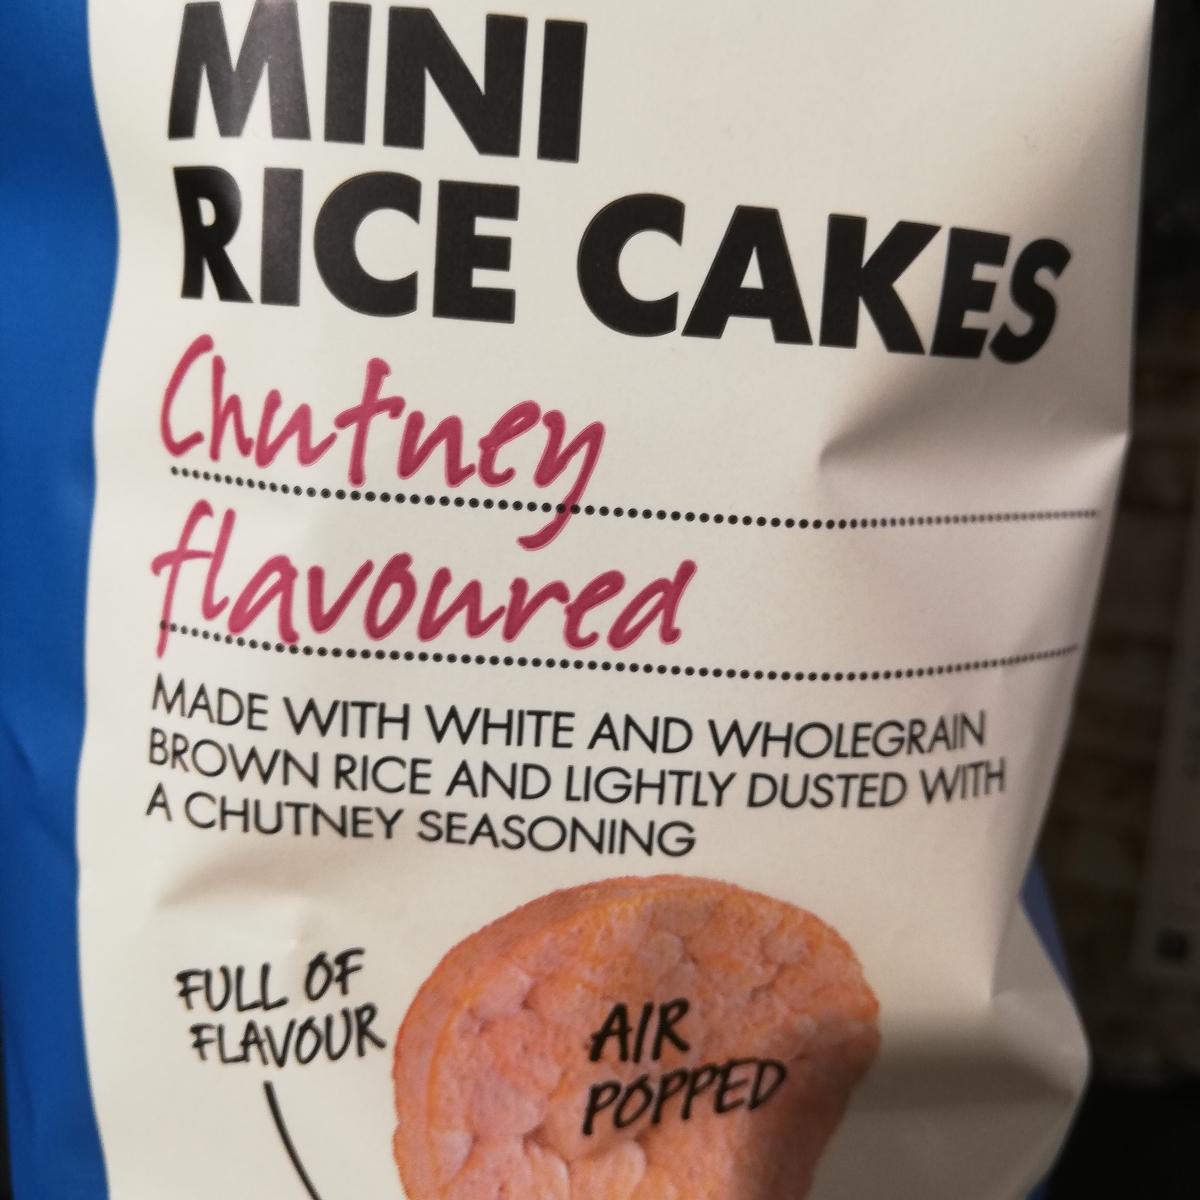 MINI
RICE CAKES
Chutney
flavoured
MADE WITH WHITE AND WHOLEGRAIN
BROWN RICE AND LIGHTLY DUSTED WITH
A CHUTNEY SEASONING
FULL OF
FLAVOUR
AIR
POPPED